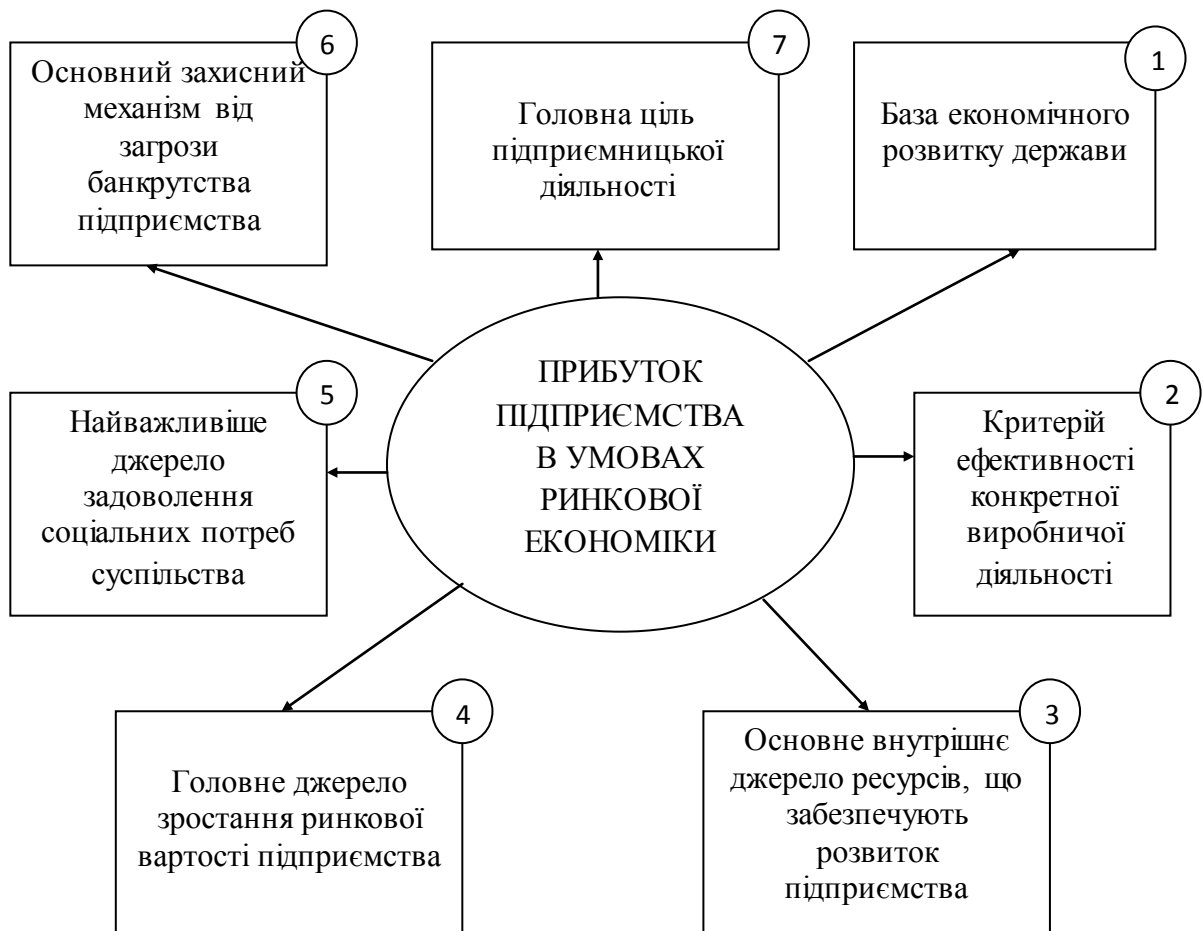 6
Основний захисний
механізм від
загрози
банкрутства
підприємства
7
Головна ціль
підприємницької
діяльності
1
База економічного
розвитку держави
ПРИБУТОК
ПІДПРИЄМСТВА
В УМОВАХ
РИНКОВОЇ
ЕКОНОМІКИ
5
Найважливіше
джерело
задоволення
соціальних потреб
суспільства
2
Критерій
ефективності
конкретної
виробничої
діяльності
4
Головне джерело
зростання ринкової
вартості підприємства
3
Основне внутрішнє
джерело ресурсів, що
забезпечують
розвиток
підприємства